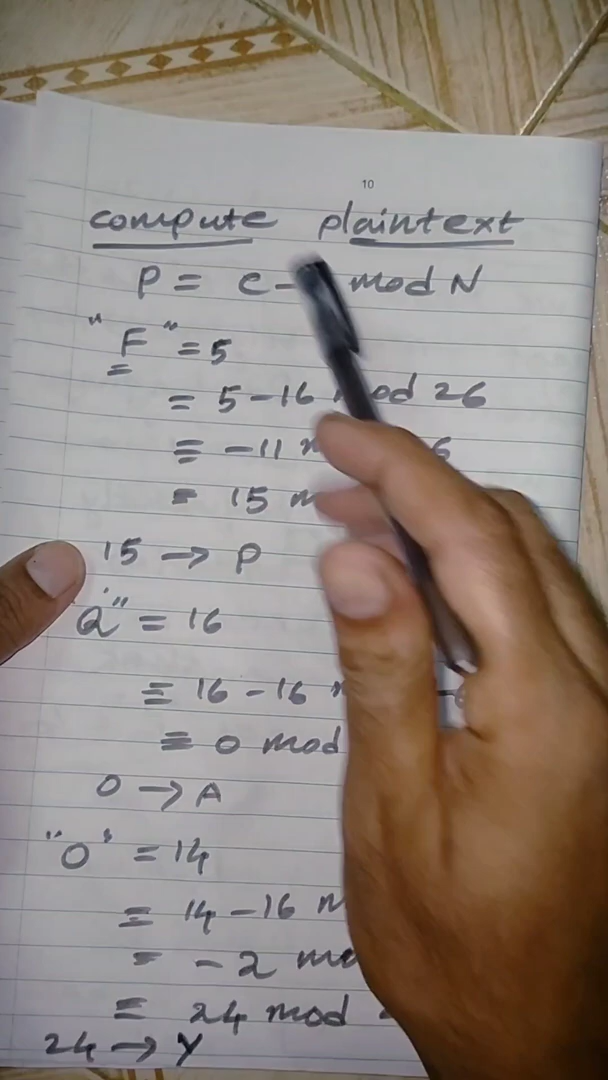 10
compute plaintext
P = C - mod N
"F" = 5
= 5 - 16 mod 26
≡ -11
≡ 15
15 → P
"Q" = 16
≡ 16 - 16
≡ 0 mod
0 → A
"O" = 14
≡ 14 - 16
= -2
≡ 24 mod
24 → Y